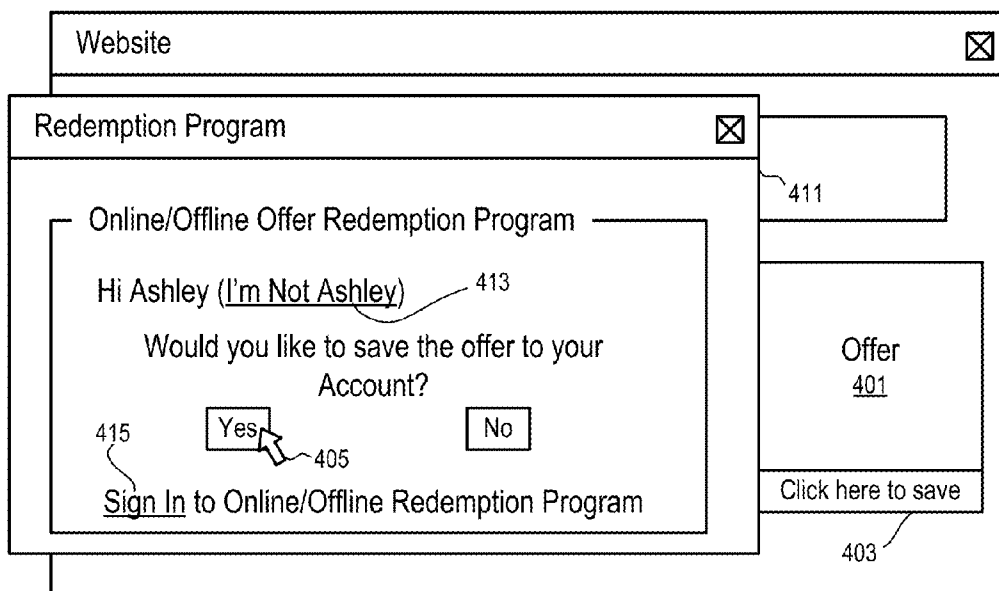 Website
Redemption Program
411
Online/Offline Offer Redemption Program
Hi Ashley (I'm Not Ashley)
413
Would you like to save the offer to your
Account?
Offer
401
Yes
No
415
405
Sign In to Online/Offline Redemption Program
Click here to save
403